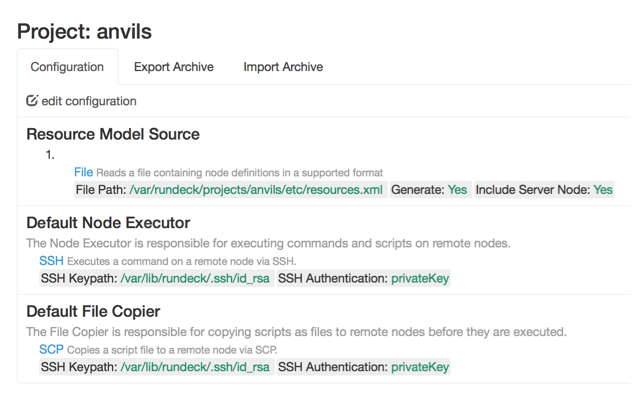 Project: anvils
Configuration Export Archive Import Archive
edit configuration
Resource Model Source
1.
File Reads a file containing node definitions in a supported format
File Path: /var/rundeck/projects/anvils/etc/resources.xml Generate: Yes Include Server Node: Yes
Default Node Executor
The Node Executor is responsible for executing commands and scripts on remote nodes.
SSH Executes a command on a remote node via SSH.
SSH Keypath: /var/lib/rundeck/.ssh/id_rsa SSH Authentication: privateKey
Default File Copier
The File Copier is responsible for copying scripts as files to remote nodes before they are executed.
SCP Copies a script file to a remote node via SCP.
SSH Keypath: /var/lib/rundeck/.ssh/id_rsa SSH Authentication: privateKey